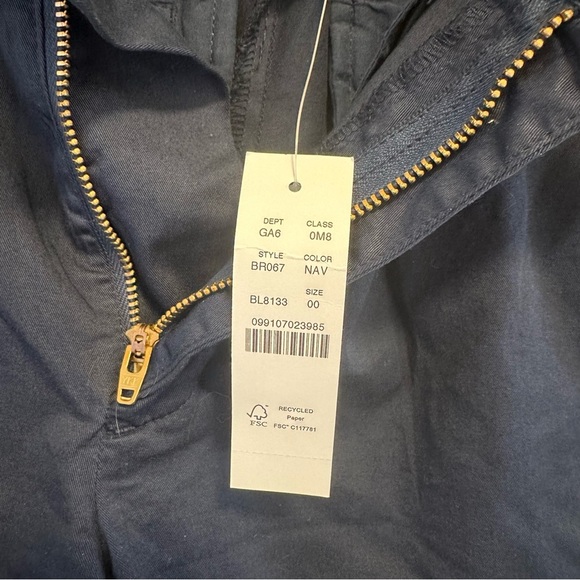 DEPT CLASS
GA6 0M8
STYLE COLOR
BR067 NAV
SIZE
BL8133 00
099107023985
RECYCLED
Paper
FSC FSC® C117781